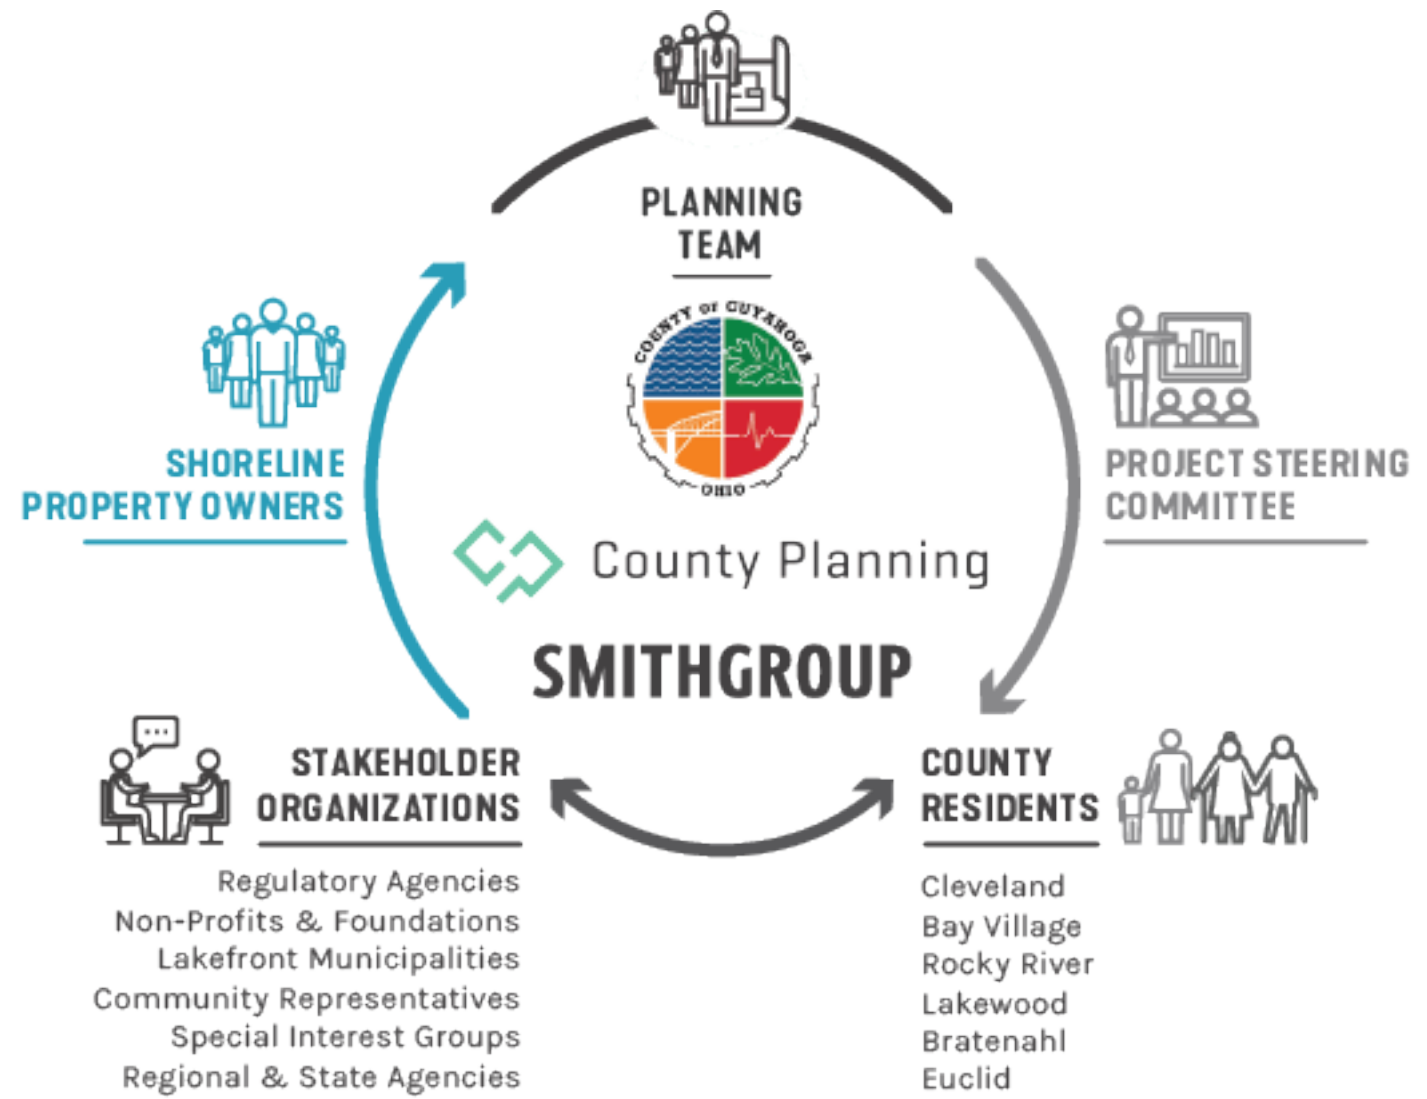 PLANNING
TEAM
COUNTY OF CUYAHOGA
OHIO
County Planning
SMITHGROUP
SHORELINE
PROPERTY OWNERS
PROJECT STEERING
COMMITTEE
STAKEHOLDER
ORGANIZATIONS
Regulatory Agencies
Non-Profits & Foundations
Lakefront Municipalities
Community Representatives
Special Interest Groups
Regional & State Agencies
COUNTY
RESIDENTS
Cleveland
Bay Village
Rocky River
Lakewood
Bratenahl
Euclid